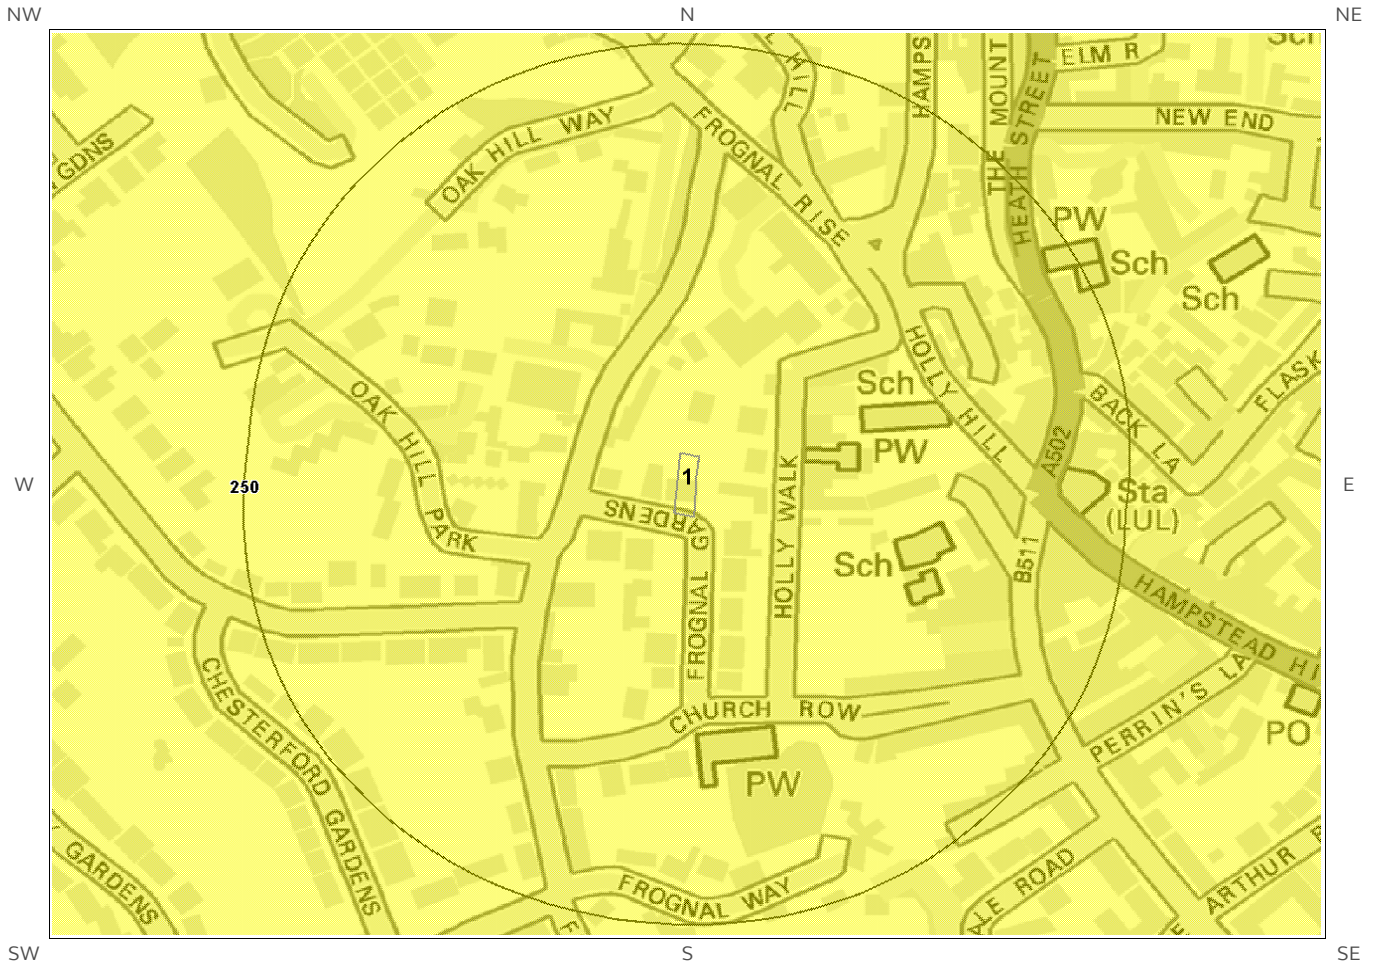 NW
N
NE
HILL
HAMPS
THE MOUNT
HEATH STREET
ELM R
Sch
NEW END
GDNS
OAK HILL WAY
FROGNAL RISE
PW
Sch
Sch
OAK HILL PARK
HOLLY HILL
Sch
PW
BACK LA
FLASK
A502
W
250
1
E
Sta
(LUL)
FROGNAL GARDENS
HOLLY WALK
Sch
B511
HAMPSTEAD HI
CHESTERFORD GARDENS
CHURCH ROW
PERRIN'S LA
PO
PW
GARDENS
FROGNAL WAY
ALE ROAD
ARTHUR
F
SW
S
SE